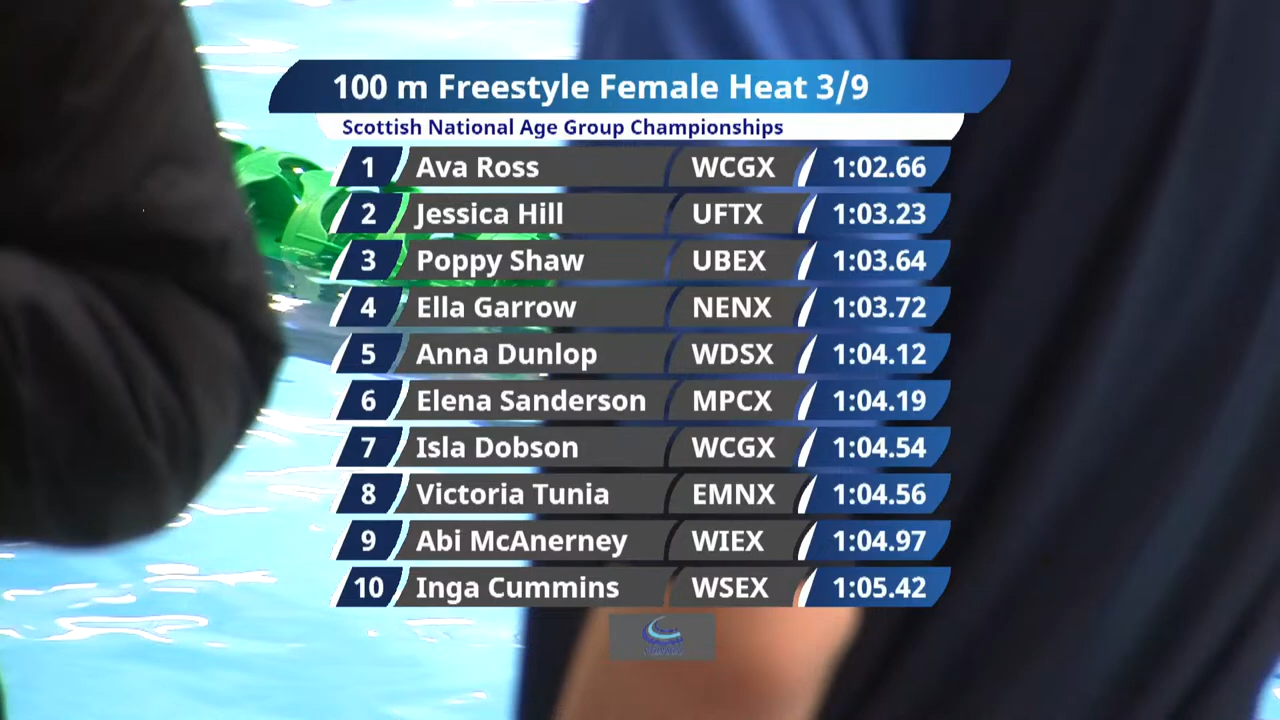 100 m Freestyle Female Heat 3/9
Scottish National Age Group Championships
1 Ava Ross WCGX 1:02.66
2 Jessica Hill UFTX 1:03.23
3 Poppy Shaw UBEX 1:03.64
4 Ella Garrow NENX 1:03.72
5 Anna Dunlop WDSX 1:04.12
6 Elena Sanderson MPCX 1:04.19
7 Isla Dobson WCGX 1:04.54
8 Victoria Tunia EMNX 1:04.56
9 Abi McAnerney WIEX 1:04.97
10 Inga Cummins WSEX 1:05.42